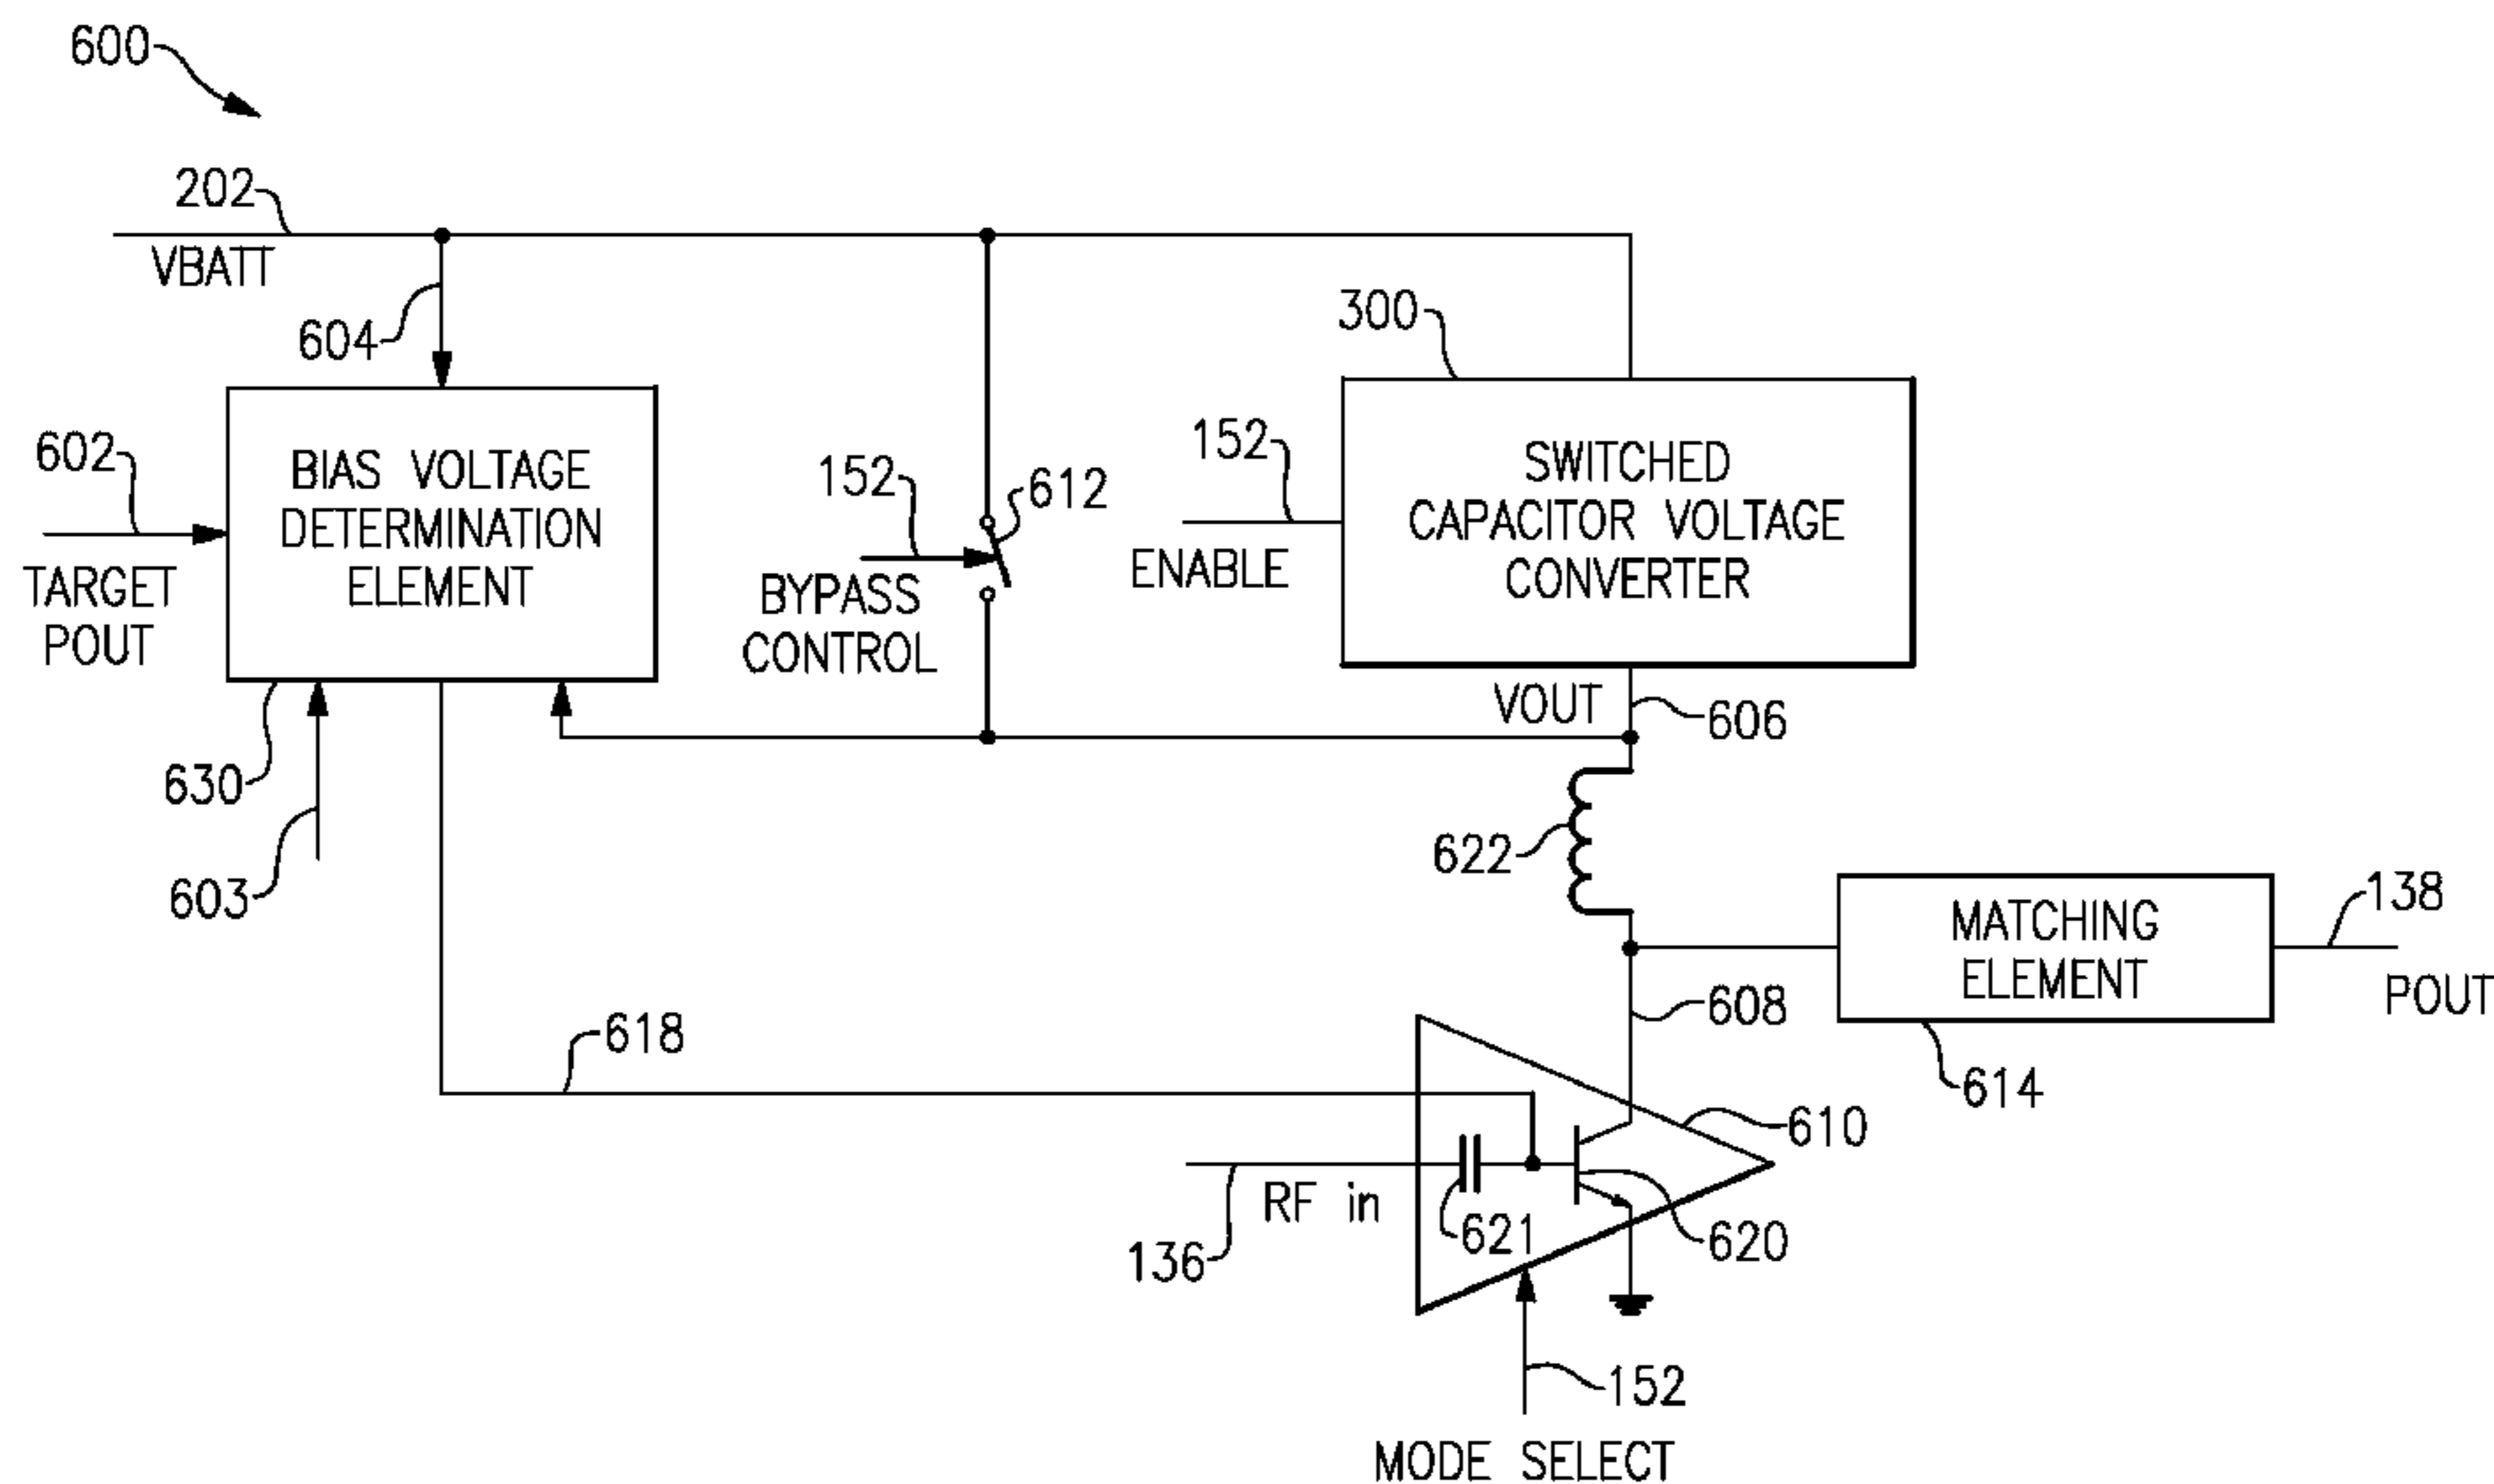 600
202
VBATT
604
300
602
TARGET
POUT
BIAS VOLTAGE
DETERMINATION
ELEMENT
152
BYPASS
CONTROL
612
152
ENABLE
SWITCHED
CAPACITOR VOLTAGE
CONVERTER
VOUT
606
630
603
622
MATCHING
ELEMENT
138
POUT
608
614
618
610
RF in
136
621
620
152
MODE SELECT